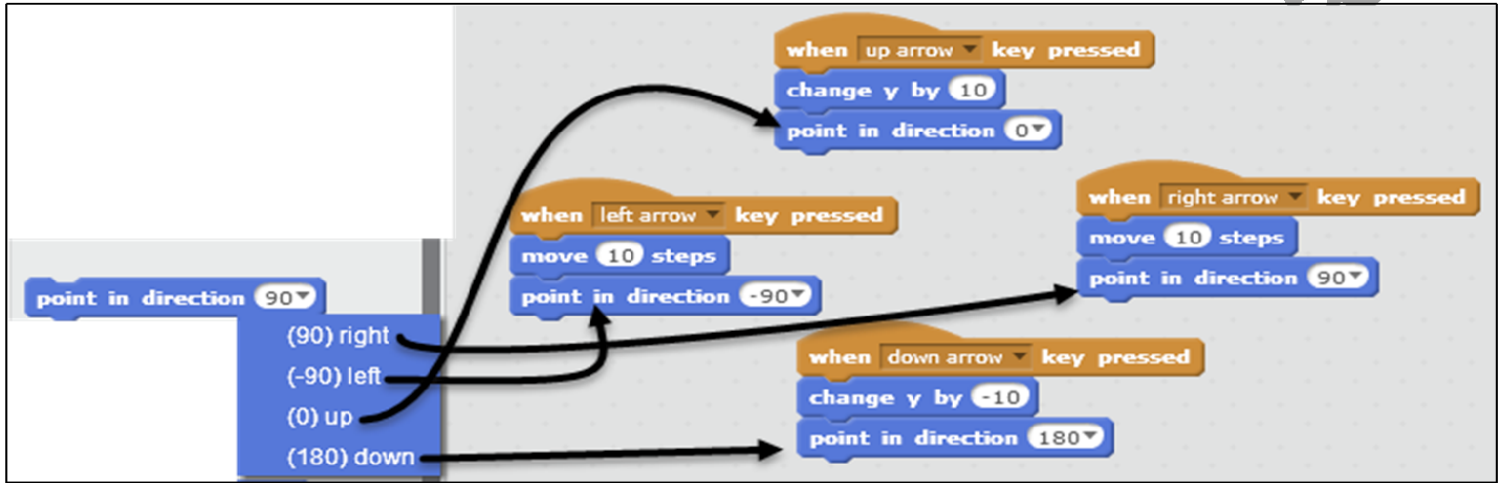 when up arrow key pressed
change y by 10
point in direction 0
when left arrow key pressed
move 10 steps
point in direction -90
when right arrow key pressed
move 10 steps
point in direction 90
point in direction 90
(90) right
(-90) left
(0) up
(180) down
when down arrow key pressed
change y by -10
point in direction 180